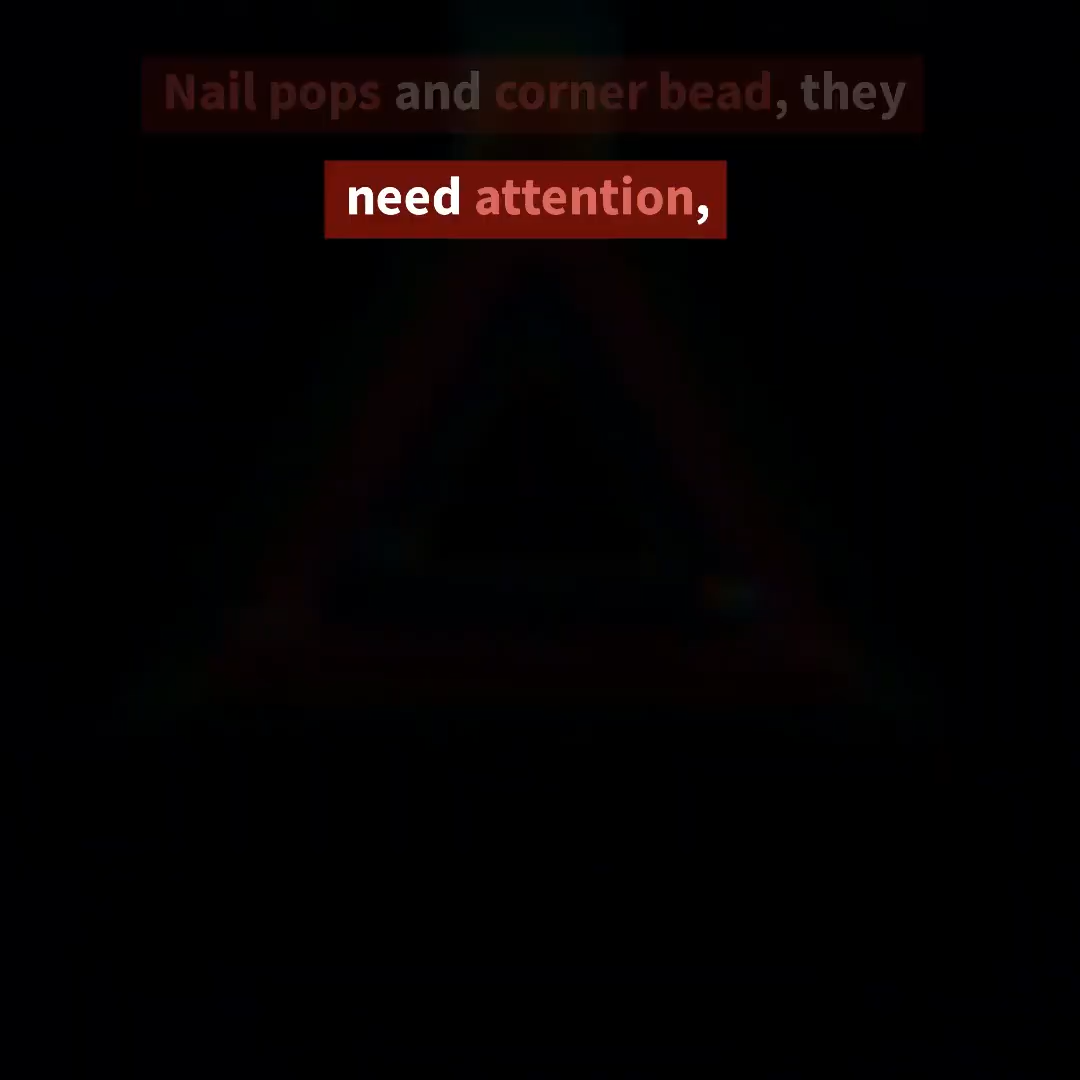 Nail pops and corner bead, they
need attention,